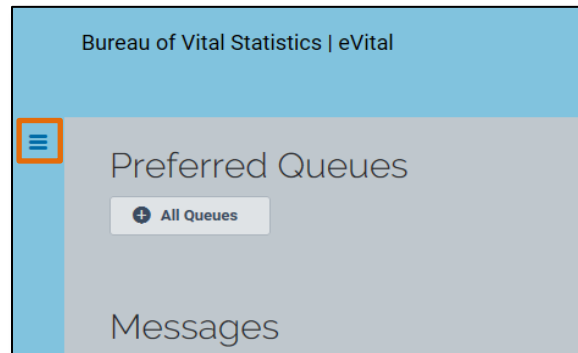 Bureau of Vital Statistics | eVital
Preferred Queues
All Queues
Messages